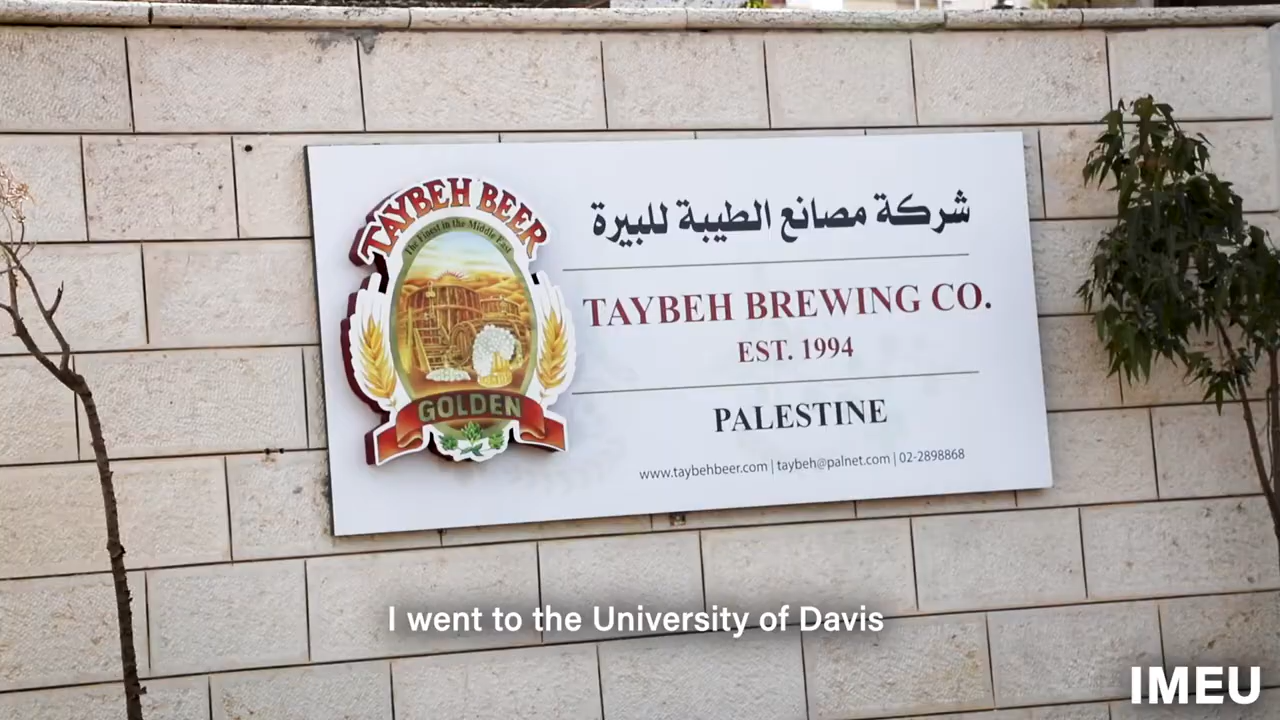 TAYBEH BEER
The Finest in the Middle East
GOLDEN
شركة مصانع الطيبة للبيرة
TAYBEH BREWING CO.
EST. 1994
PALESTINE
www.taybehbeer.com | taybeh@palnet.com | 02-2898868
I went to the University of Davis
IMEU